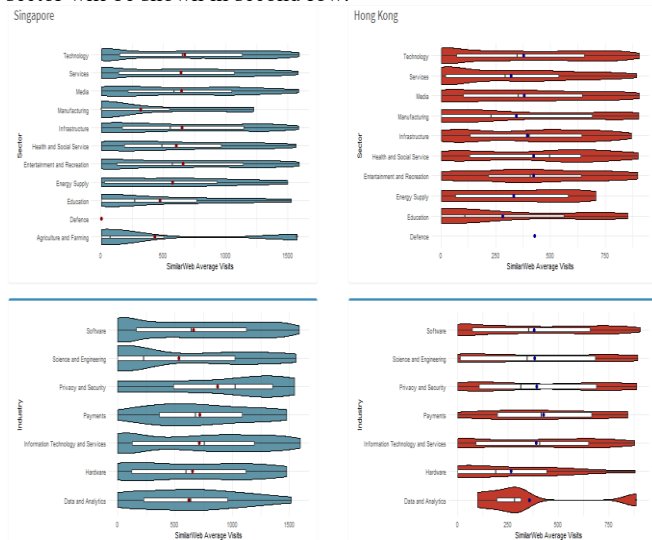 Singapore
Technology
Services
Media
Manufacturing
Infrastructure
Health and Social Service
Entertainment and Recreation
Energy Supply
Education
Defence
Agriculture and Farming
Sector
0 500 1000 1500
SimilarWeb Average Visits
Hong Kong
Technology
Services
Media
Manufacturing
Infrastructure
Health and Social Service
Entertainment and Recreation
Energy Supply
Education
Defence
Sector
0 250 500 750
SimilarWeb Average Visits
Software
Science and Engineering
Privacy and Security
Payments
Information Technology and Services
Hardware
Data and Analytics
Industry
0 500 1000 1500
SimilarWeb Average Visits
Software
Science and Engineering
Privacy and Security
Payments
Information Technology and Services
Hardware
Data and Analytics
Industry
0 250 500 750
SimilarWeb Average Visits